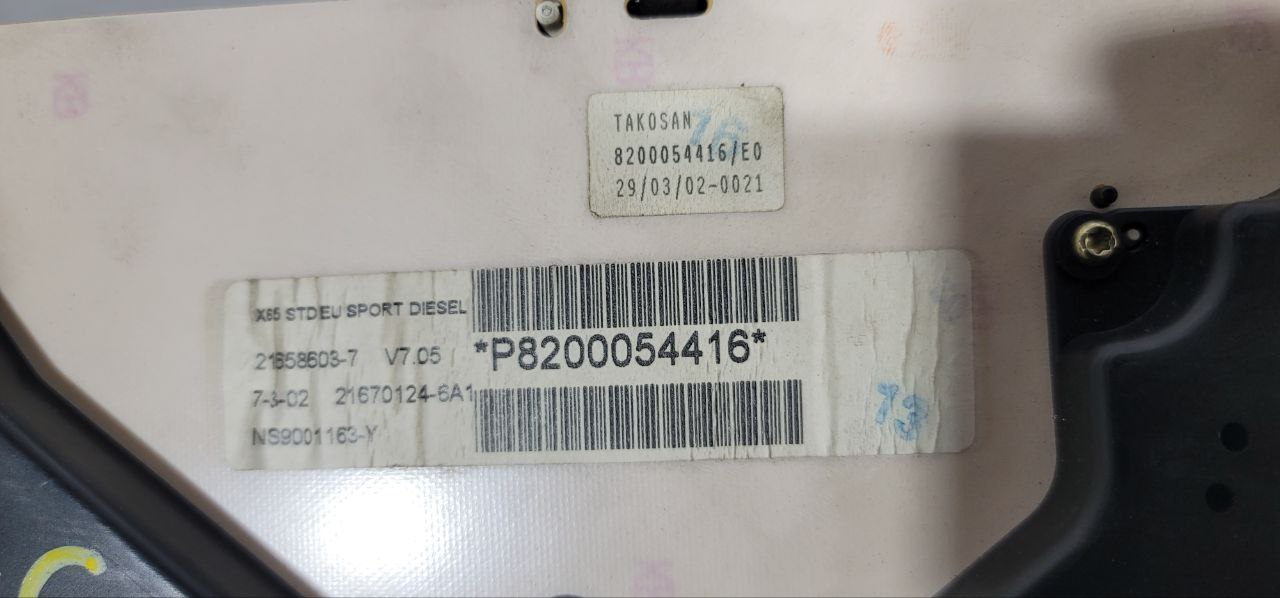 TAKOSAN
8200054416/E0
29/03/02-0021
76
X65 STDEU SPORT DIESEL
21658603-7 V7.05
*P8200054416*
7-3-02 21670124-6A1
NS9001163-Y
73